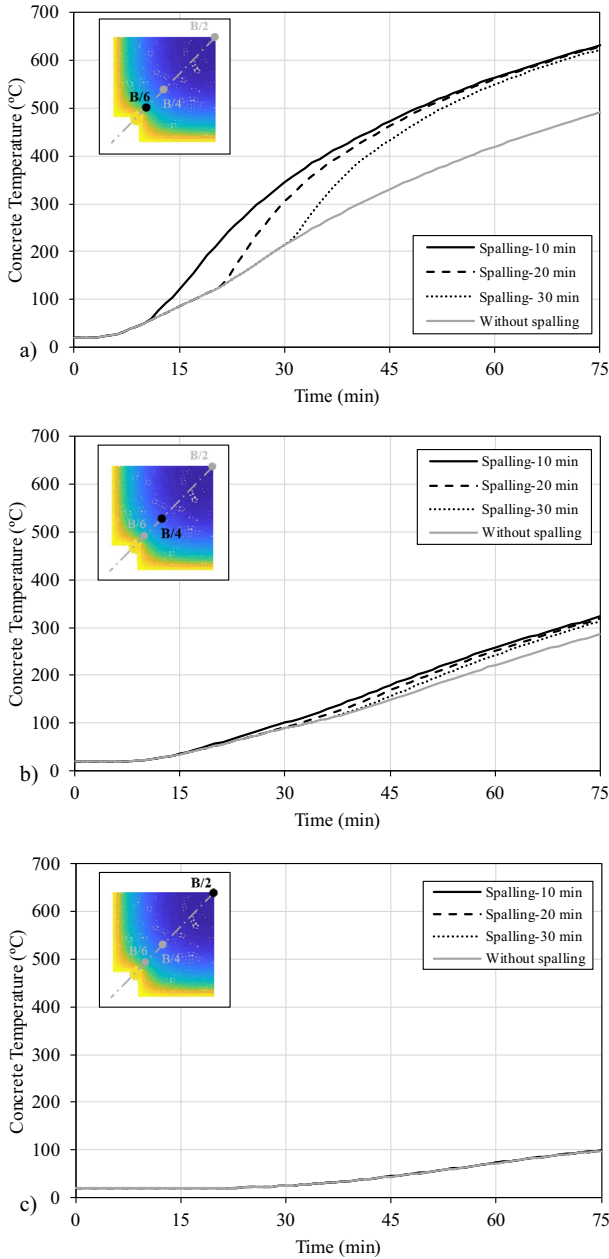 700
600
500
400
300
200
100
0
Concrete Temperature (ºC)
B/2
B/6
B/4
Spalling-10 min
Spalling-20 min
Spalling- 30 min
Without spalling
a)
0 15 30 45 60 75
Time (min)
700
600
500
400
300
200
100
0
Concrete Temperature (ºC)
B/2
B/6
B/4
Spalling-10 min
Spalling-20 min
Spalling-30 min
Without spalling
b)
0 15 30 45 60 75
Time (min)
700
600
500
400
300
200
100
0
Concrete Temperature (ºC)
B/2
B/6
B/4
Spalling-10 min
Spalling-20 min
Spalling-30 min
Without spalling
c)
0 15 30 45 60 75
Time (min)